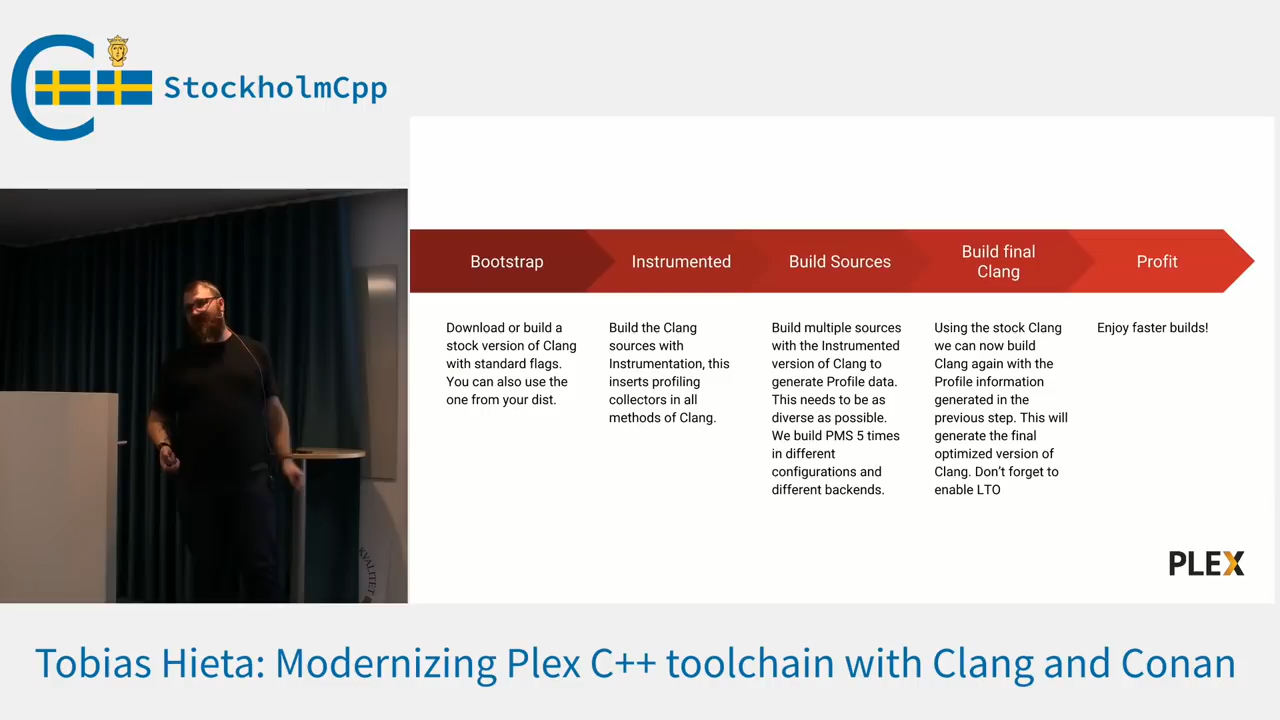 StockholmCpp
Bootstrap
Instrumented
Build Sources
Build final
Clang
Profit
Download or build a
stock version of Clang
with standard flags.
You can also use the
one from your dist.
Build the Clang
sources with
Instrumentation, this
inserts profiling
collectors in all
methods of Clang.
Build multiple sources
with the Instrumented
version of Clang to
generate Profile data.
This needs to be as
diverse as possible.
We build PMS 5 times
in different
configurations and
different backends.
Using the stock Clang
we can now build
Clang again with the
Profile information
generated in the
previous step. This will
generate the final
optimized version of
Clang. Don't forget to
enable LTO
Enjoy faster builds!
KVALITET
PLEX
Tobias Hieta: Modernizing Plex C++ toolchain with Clang and Conan